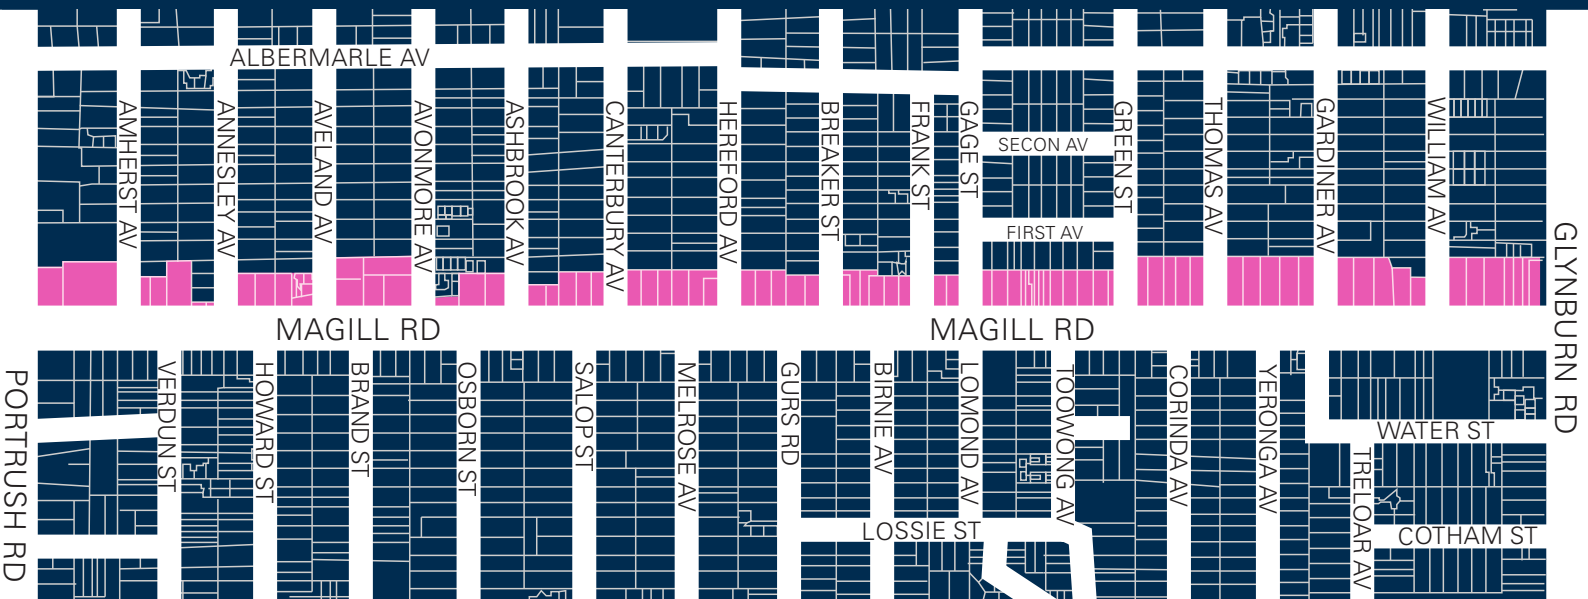 ALBERMARLE AV
AMHERST AV
ANNESLEY AV
AVELAND AV
AVONMORE AV
ASHBROOK AV
CANTERBURY AV
HEREFORD AV
BREAKER ST
FRANK ST
GAGE ST
SECON AV
FIRST AV
GREEN ST
THOMAS AV
GARDINER AV
WILLIAM AV
GLYNBURN RD
MAGILL RD
MAGILL RD
PORTRUSH RD
VERDUN ST
HOWARD ST
BRAND ST
OSBORN ST
SALOP ST
MELROSE AV
GURS RD
BIRNIE AV
LOMOND AV
TOOWONG AV
CORINDA AV
YERONGA AV
WATER ST
TRELOAR AV
LOSSIE ST
COTHAM ST